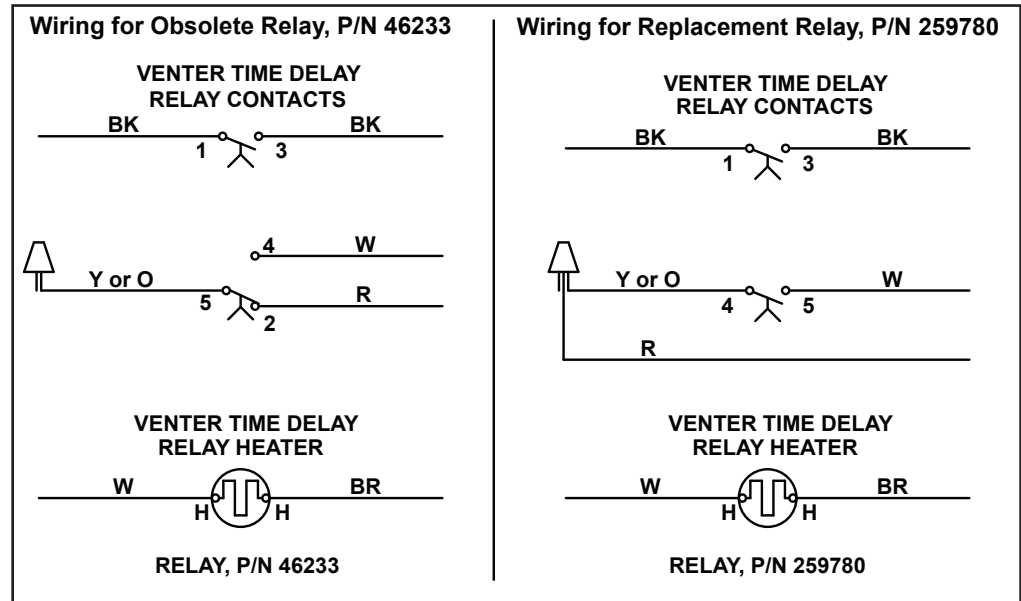 Wiring for Obsolete Relay, P/N 46233
VENTER TIME DELAY
RELAY CONTACTS
BK BK
1 3
4 W
Y or O
R
5
2
VENTER TIME DELAY
RELAY HEATER
W BR
H H
RELAY, P/N 46233
Wiring for Replacement Relay, P/N 259780
VENTER TIME DELAY
RELAY CONTACTS
BK BK
1 3
Y or O W
4 5
R
VENTER TIME DELAY
RELAY HEATER
W BR
H H
RELAY, P/N 259780